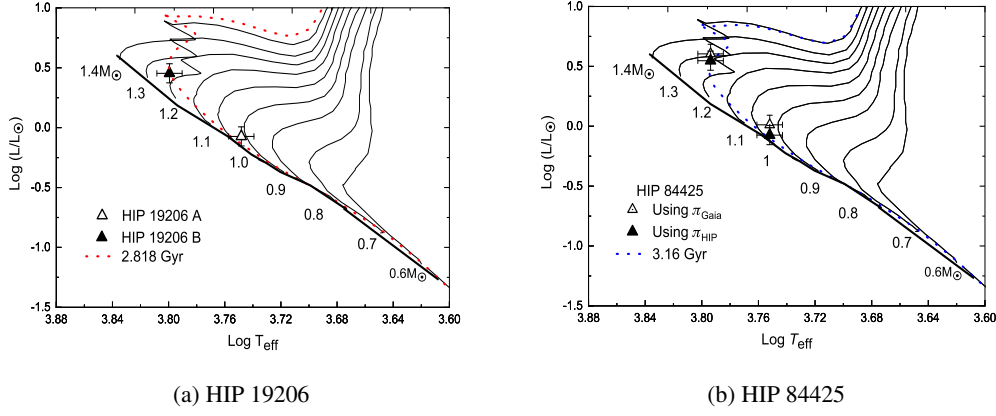 1.0
0.5
0.0
-0.5
-1.0
-1.5
Log (L/L☉)
1.4M☉
1.3
1.2
1.1
1.0
0.9
0.8
0.7
0.6M☉
HIP 19206 A
HIP 19206 B
2.818 Gyr
3.88 3.84 3.80 3.76 3.72 3.68 3.64 3.60
Log T_eff
(a) HIP 19206
1.0
0.5
0.0
-0.5
-1.0
-1.5
Log (L/L☉)
1.4M☉
1.3
1.2
1.1
1
0.9
0.8
0.7
0.6M☉
HIP 84425
Using π_Gaia
Using π_HIP
3.16 Gyr
3.88 3.84 3.80 3.76 3.72 3.68 3.64 3.60
Log T_eff
(b) HIP 84425